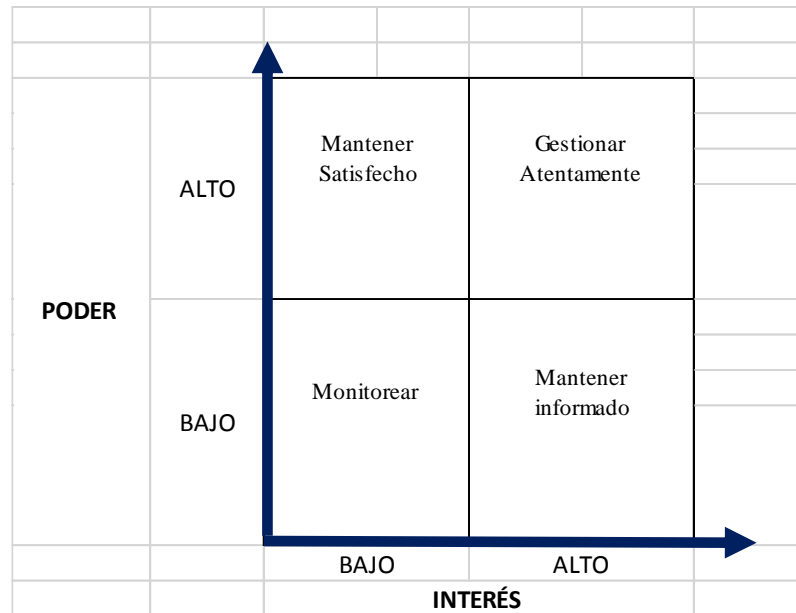 Mantener
Satisfecho
Gestionar
Atentamente
ALTO
PODER
Monitorear
Mantener
informado
BAJO
BAJO
ALTO
INTERÉS